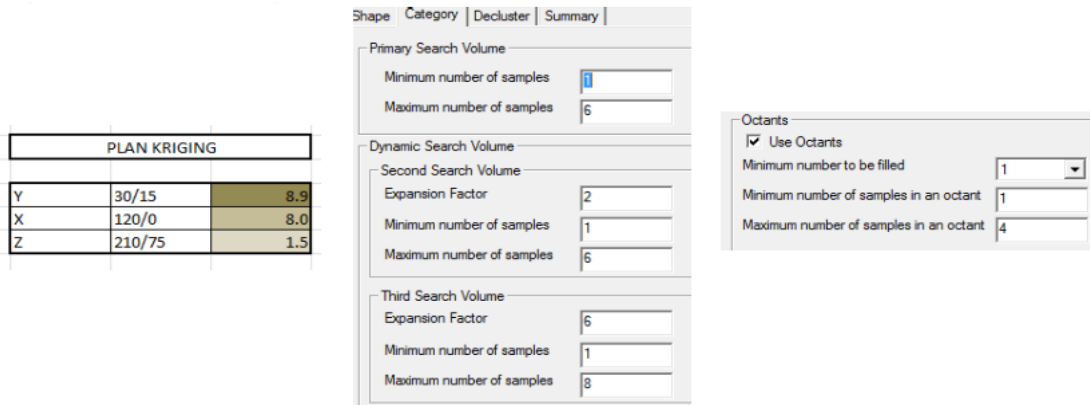 PLAN KRIGING
Y 30/15 8.9
X 120/0 8.0
Z 210/75 1.5
Shape Category Decluster Summary
Primary Search Volume
Minimum number of samples 1
Maximum number of samples 6
Dynamic Search Volume
Second Search Volume
Expansion Factor 2
Minimum number of samples 1
Maximum number of samples 6
Third Search Volume
Expansion Factor 6
Minimum number of samples 1
Maximum number of samples 8
Octants
Use Octants
Minimum number to be filled 1
Minimum number of samples in an octant 1
Maximum number of samples in an octant 4